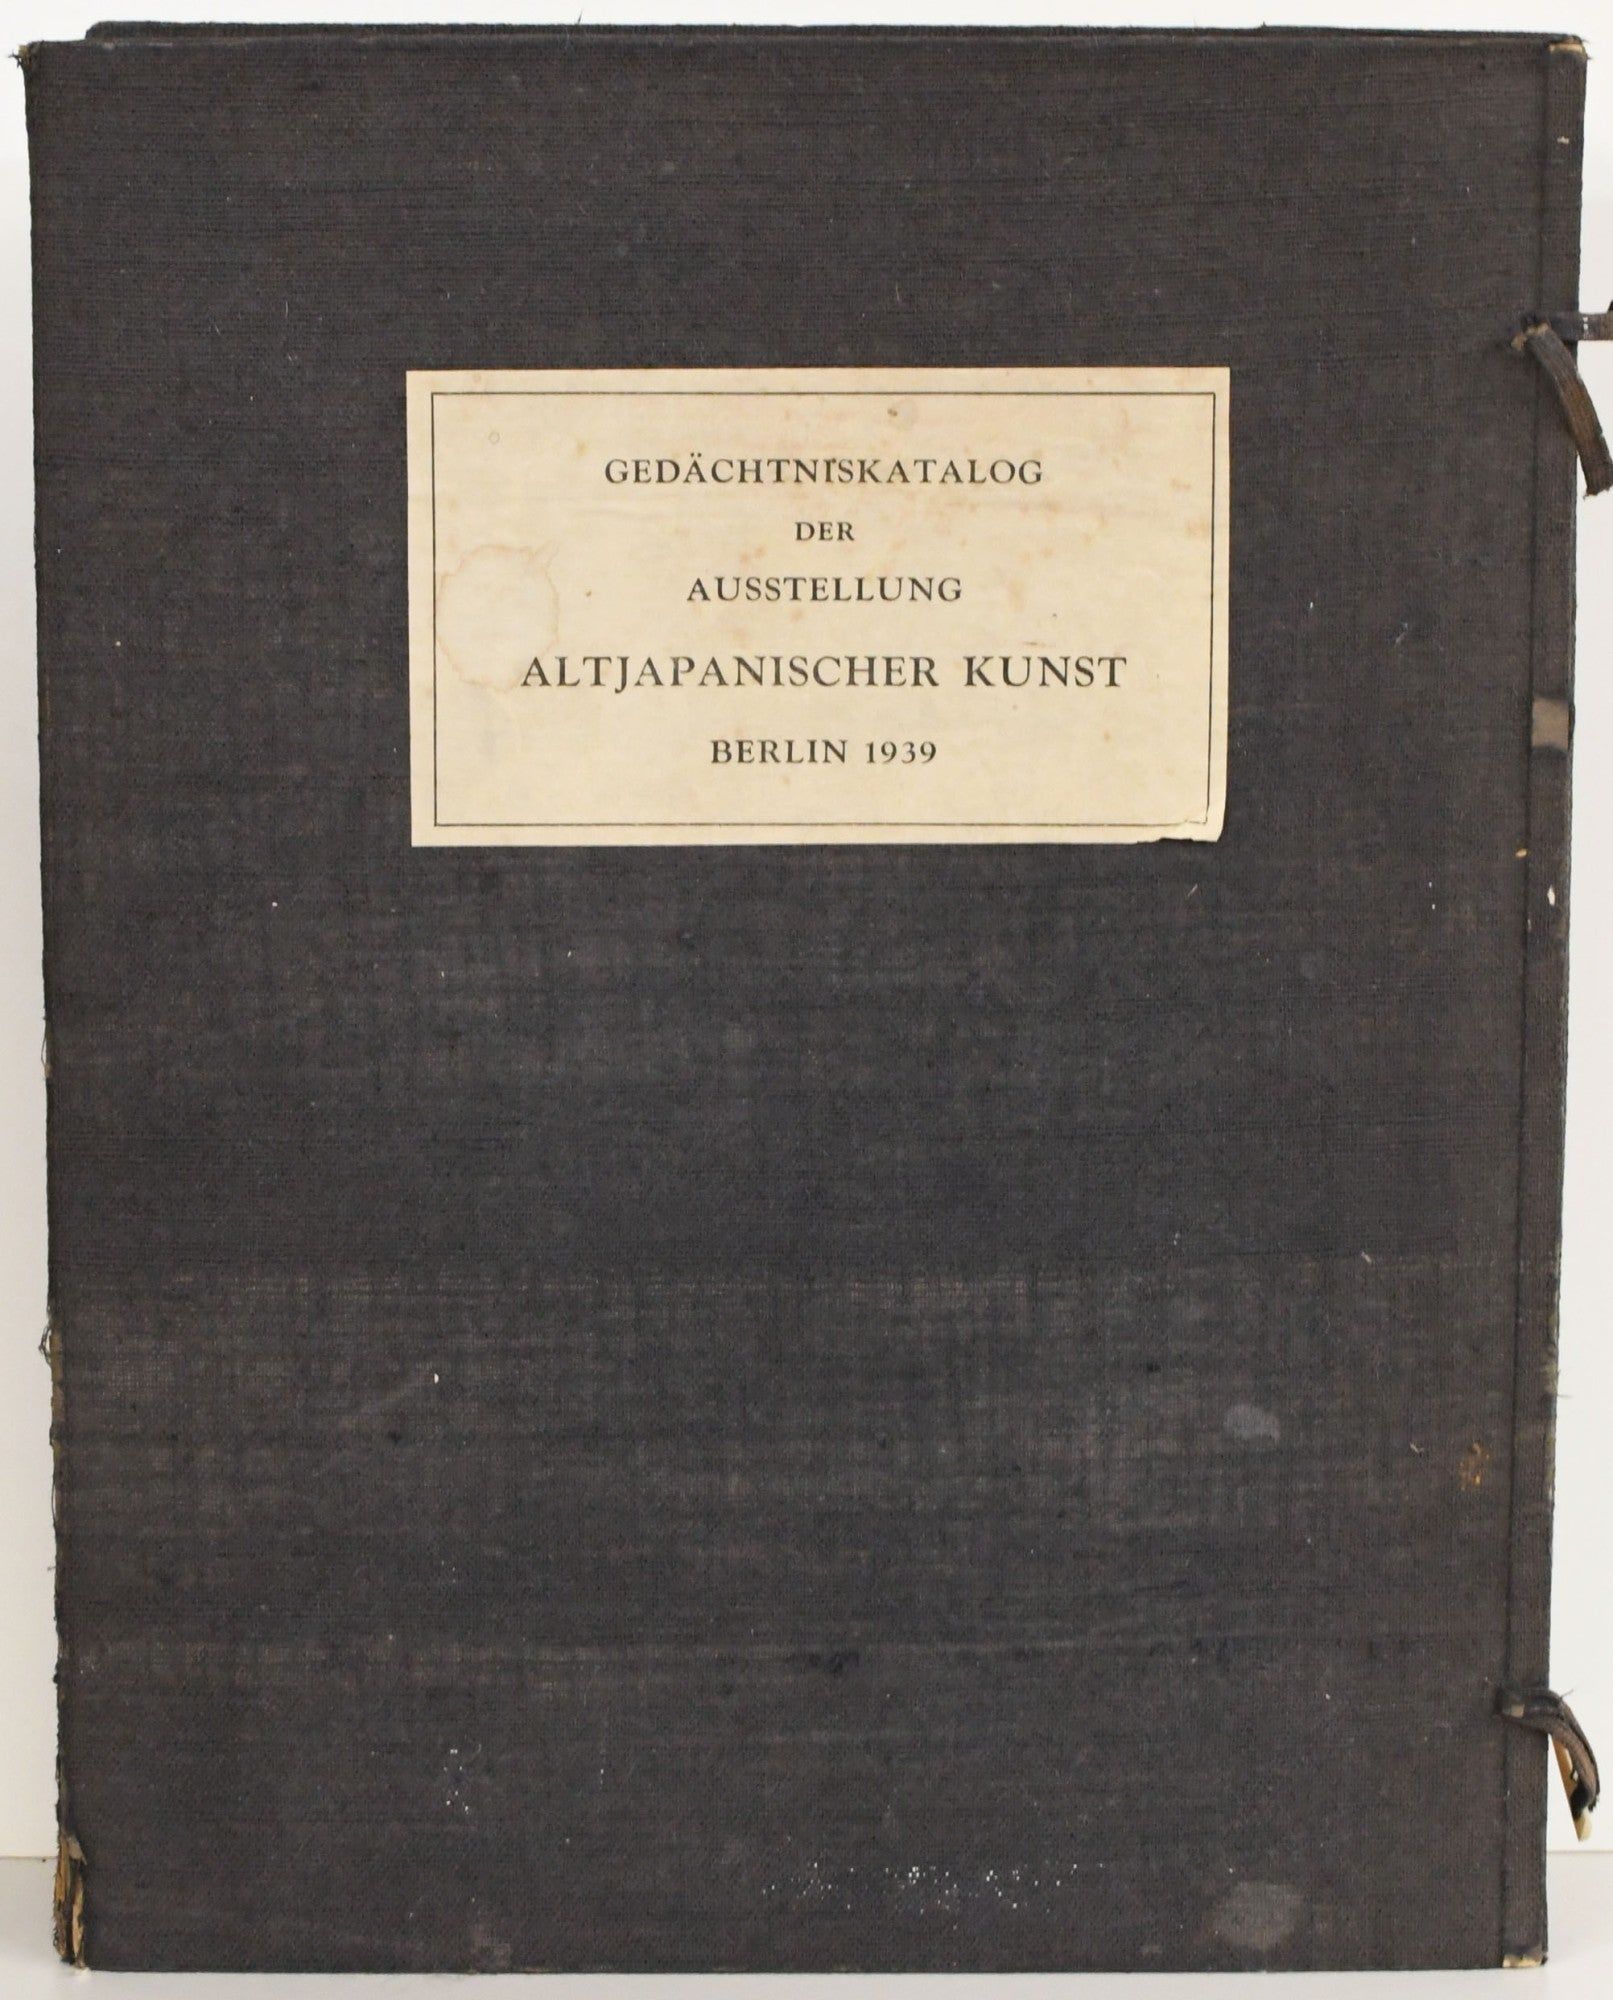 GEDÄCHTNISKATALOG
DER
AUSSTELLUNG
ALTJAPANISCHER KUNST
BERLIN 1939